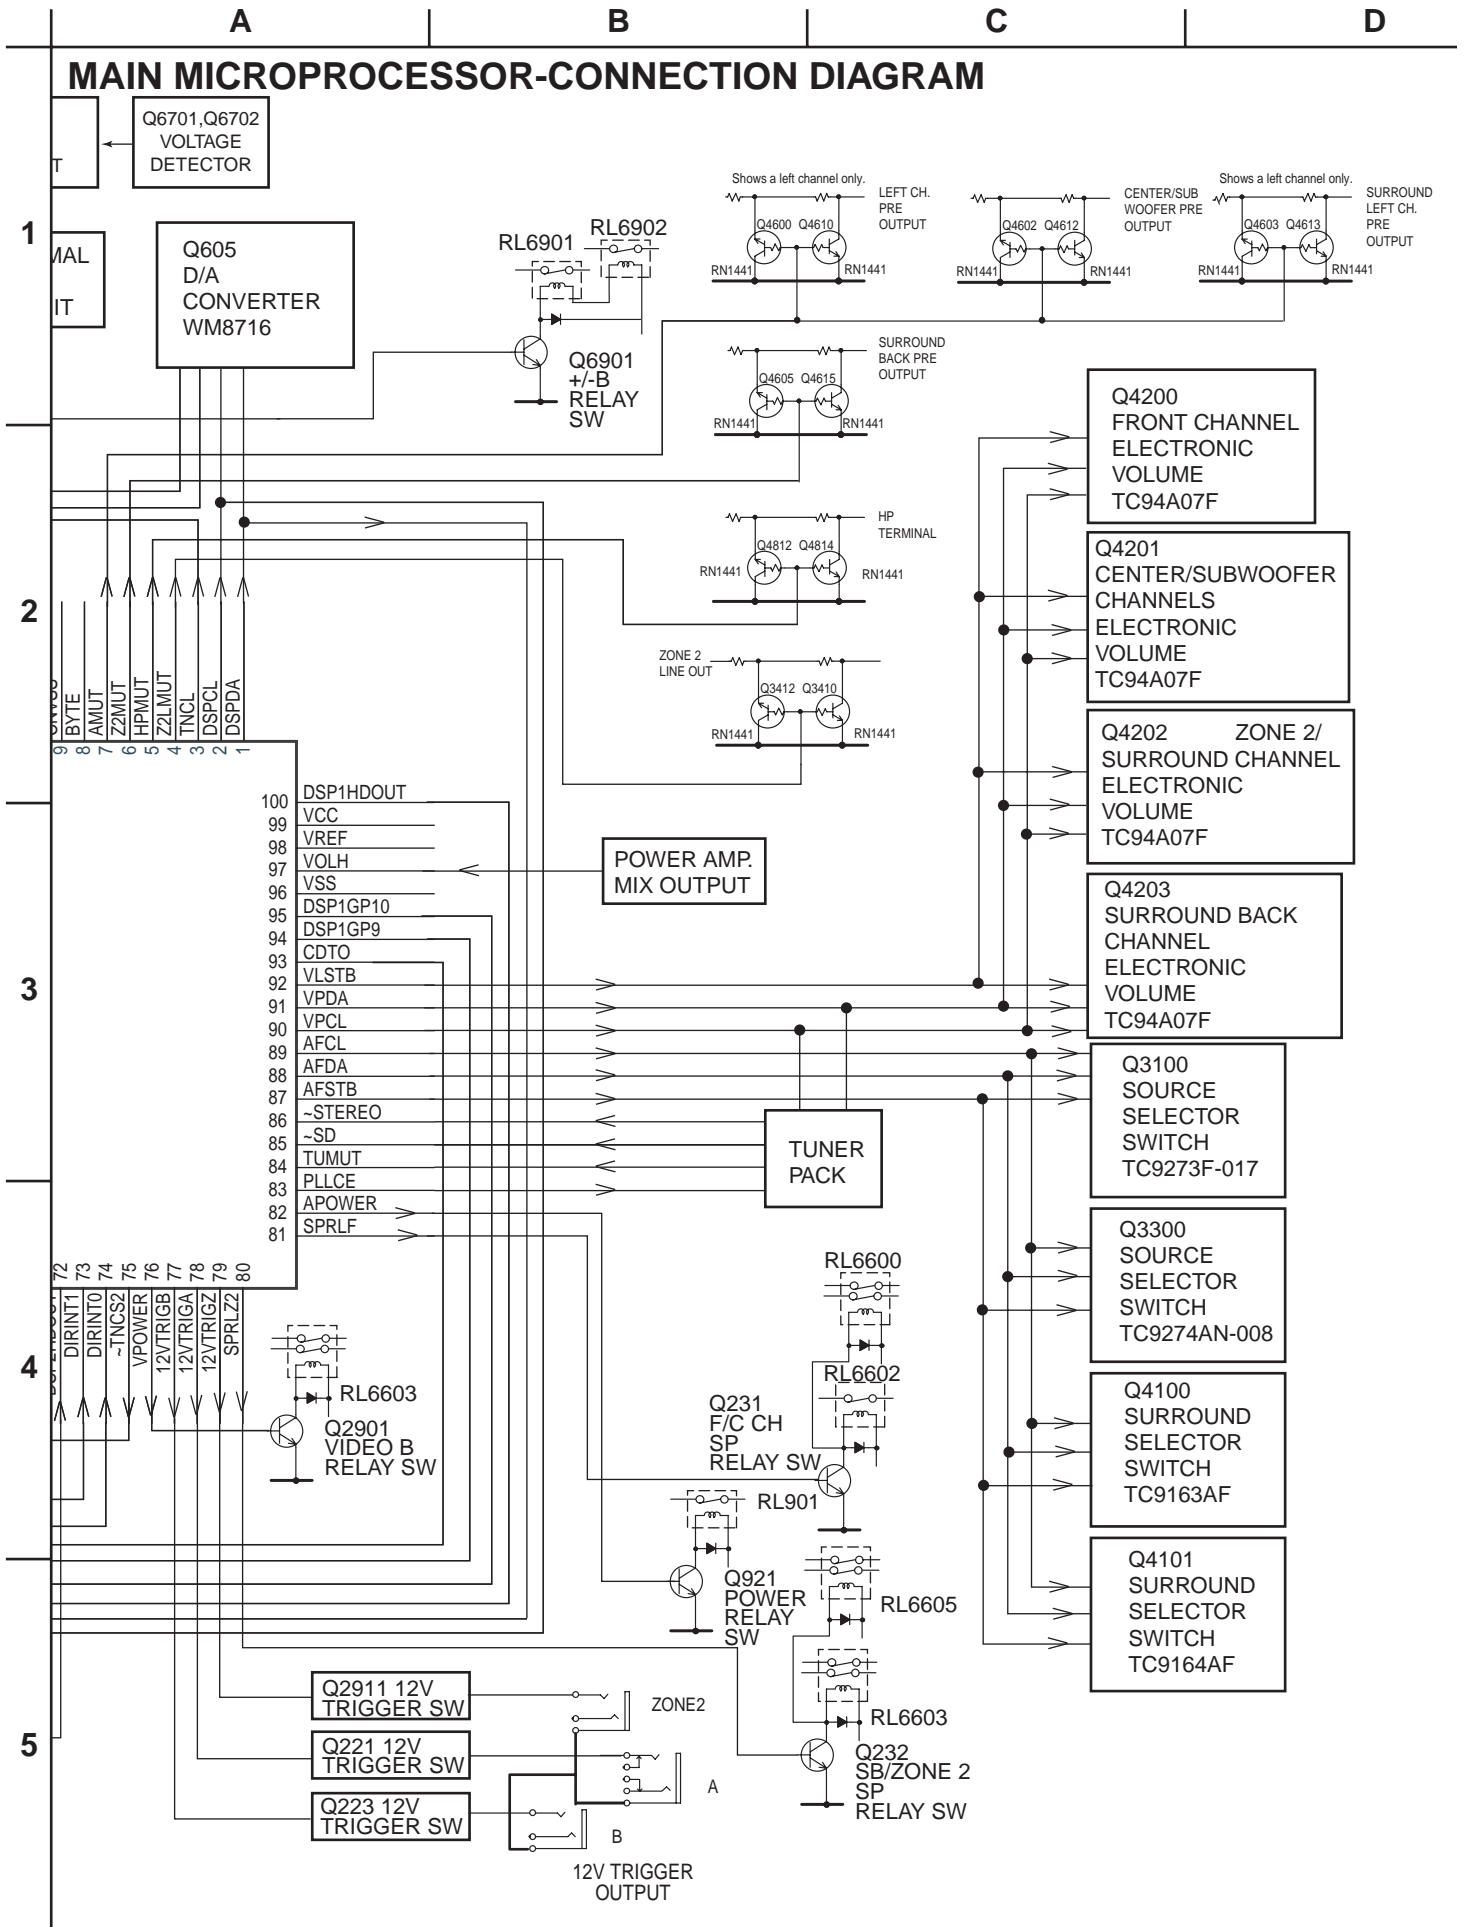 A
B
C
D
MAIN MICROPROCESSOR-CONNECTION DIAGRAM
1
2
3
4
5
T
Q6701,Q6702
VOLTAGE
DETECTOR
MAL
IT
Q605
D/A
CONVERTER
WM8716
RL6901
RL6902
Q6901
+/-B
RELAY
SW
Shows a left channel only.
LEFT CH.
PRE
OUTPUT
Q4600
Q4610
RN1441
RN1441
CENTER/SUB
WOOFER PRE
OUTPUT
Q4602
Q4612
RN1441
RN1441
Shows a left channel only.
SURROUND
LEFT CH.
PRE
OUTPUT
Q4603
Q4613
RN1441
RN1441
SURROUND
BACK PRE
OUTPUT
Q4605
Q4615
RN1441
RN1441
HP
TERMINAL
Q4812
Q4814
RN1441
RN1441
ZONE 2
LINE OUT
Q3412
Q3410
RN1441
RN1441
Q4200
FRONT CHANNEL
ELECTRONIC
VOLUME
TC94A07F
Q4201
CENTER/SUBWOOFER
CHANNELS
ELECTRONIC
VOLUME
TC94A07F
Q4202 ZONE 2/
SURROUND CHANNEL
ELECTRONIC
VOLUME
TC94A07F
Q4203
SURROUND BACK
CHANNEL
ELECTRONIC
VOLUME
TC94A07F
Q3100
SOURCE
SELECTOR
SWITCH
TC9273F-017
Q3300
SOURCE
SELECTOR
SWITCH
TC9274AN-008
Q4100
SURROUND
SELECTOR
SWITCH
TC9163AF
Q4101
SURROUND
SELECTOR
SWITCH
TC9164AF
BYTE
AMUT
Z2MUT
HPMUT
Z2LMUT
TNCL
DSPCL
DSPDA
9
8
7
6
5
4
3
2
1
100 DSP1HDOUT
99 VCC
98 VREF
97 VOLH
96 VSS
95 DSP1GP10
94 DSP1GP9
93 CDTO
92 VLSTB
91 VPDA
90 VPCL
89 AFCL
88 AFDA
87 AFSTB
86 ~STEREO
85 ~SD
84 TUMUT
83 PLLCE
82 APOWER
81 SPRLF
POWER AMP.
MIX OUTPUT
TUNER
PACK
72
73
74
75
76
77
78
79
80
DIRINT1
DIRINT0
~TNCS2
VPOWER
12VTRIGB
12VTRIGA
12VTRIGZ
SPRLZ2
RL6603
Q2901
VIDEO B
RELAY SW
RL6600
RL6602
Q231
F/C CH
SP
RELAY SW
RL901
Q921
POWER
RELAY
SW
RL6605
RL6603
Q232
SB/ZONE 2
SP
RELAY SW
Q2911 12V
TRIGGER SW
Q221 12V
TRIGGER SW
Q223 12V
TRIGGER SW
ZONE2
A
B
12V TRIGGER
OUTPUT